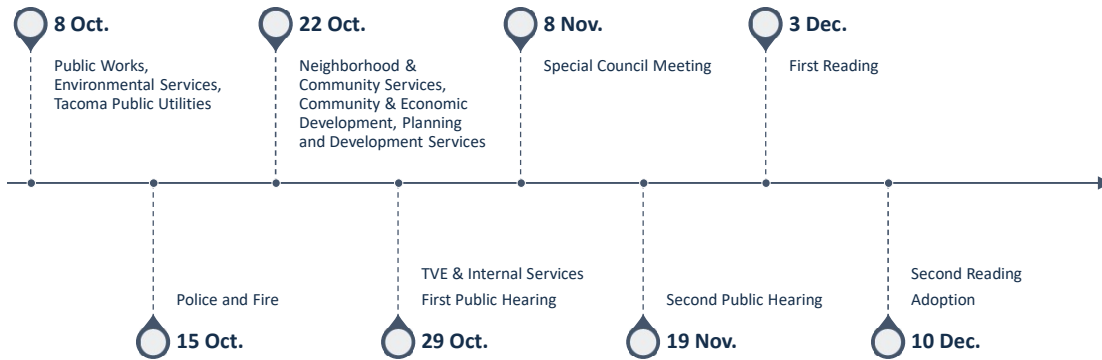 8 Oct.
Public Works,
Environmental Services,
Tacoma Public Utilities
22 Oct.
Neighborhood &
Community Services,
Community & Economic
Development, Planning
and Development Services
8 Nov.
Special Council Meeting
3 Dec.
First Reading
Police and Fire
15 Oct.
TVE & Internal Services
First Public Hearing
29 Oct.
Second Public Hearing
19 Nov.
Second Reading
Adoption
10 Dec.